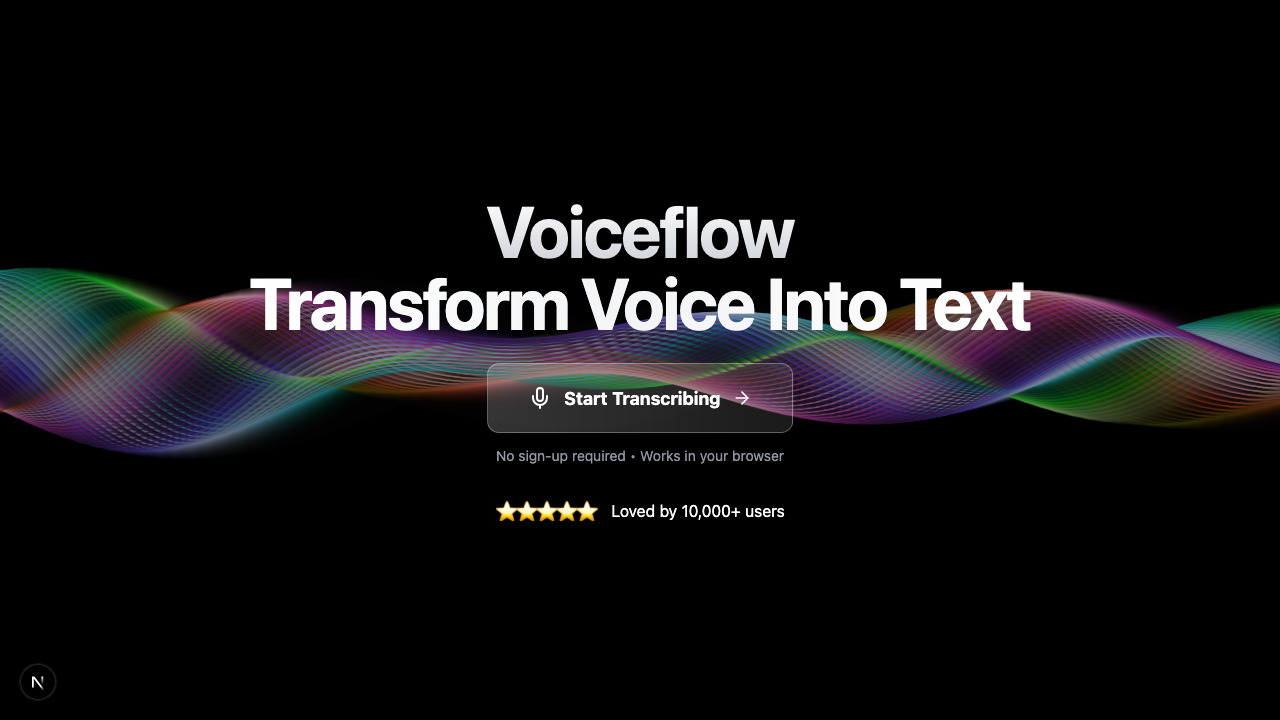 Voiceflow
Transform Voice Into Text
Start Transcribing →
No sign-up required • Works in your browser
⭐⭐⭐⭐⭐ Loved by 10,000+ users
N